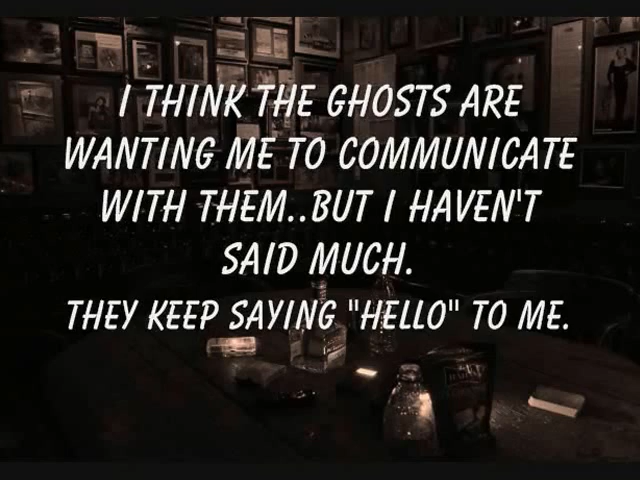 I THINK THE GHOSTS ARE
WANTING ME TO COMMUNICATE
WITH THEM..BUT I HAVEN'T
SAID MUCH.
THEY KEEP SAYING "HELLO" TO ME.